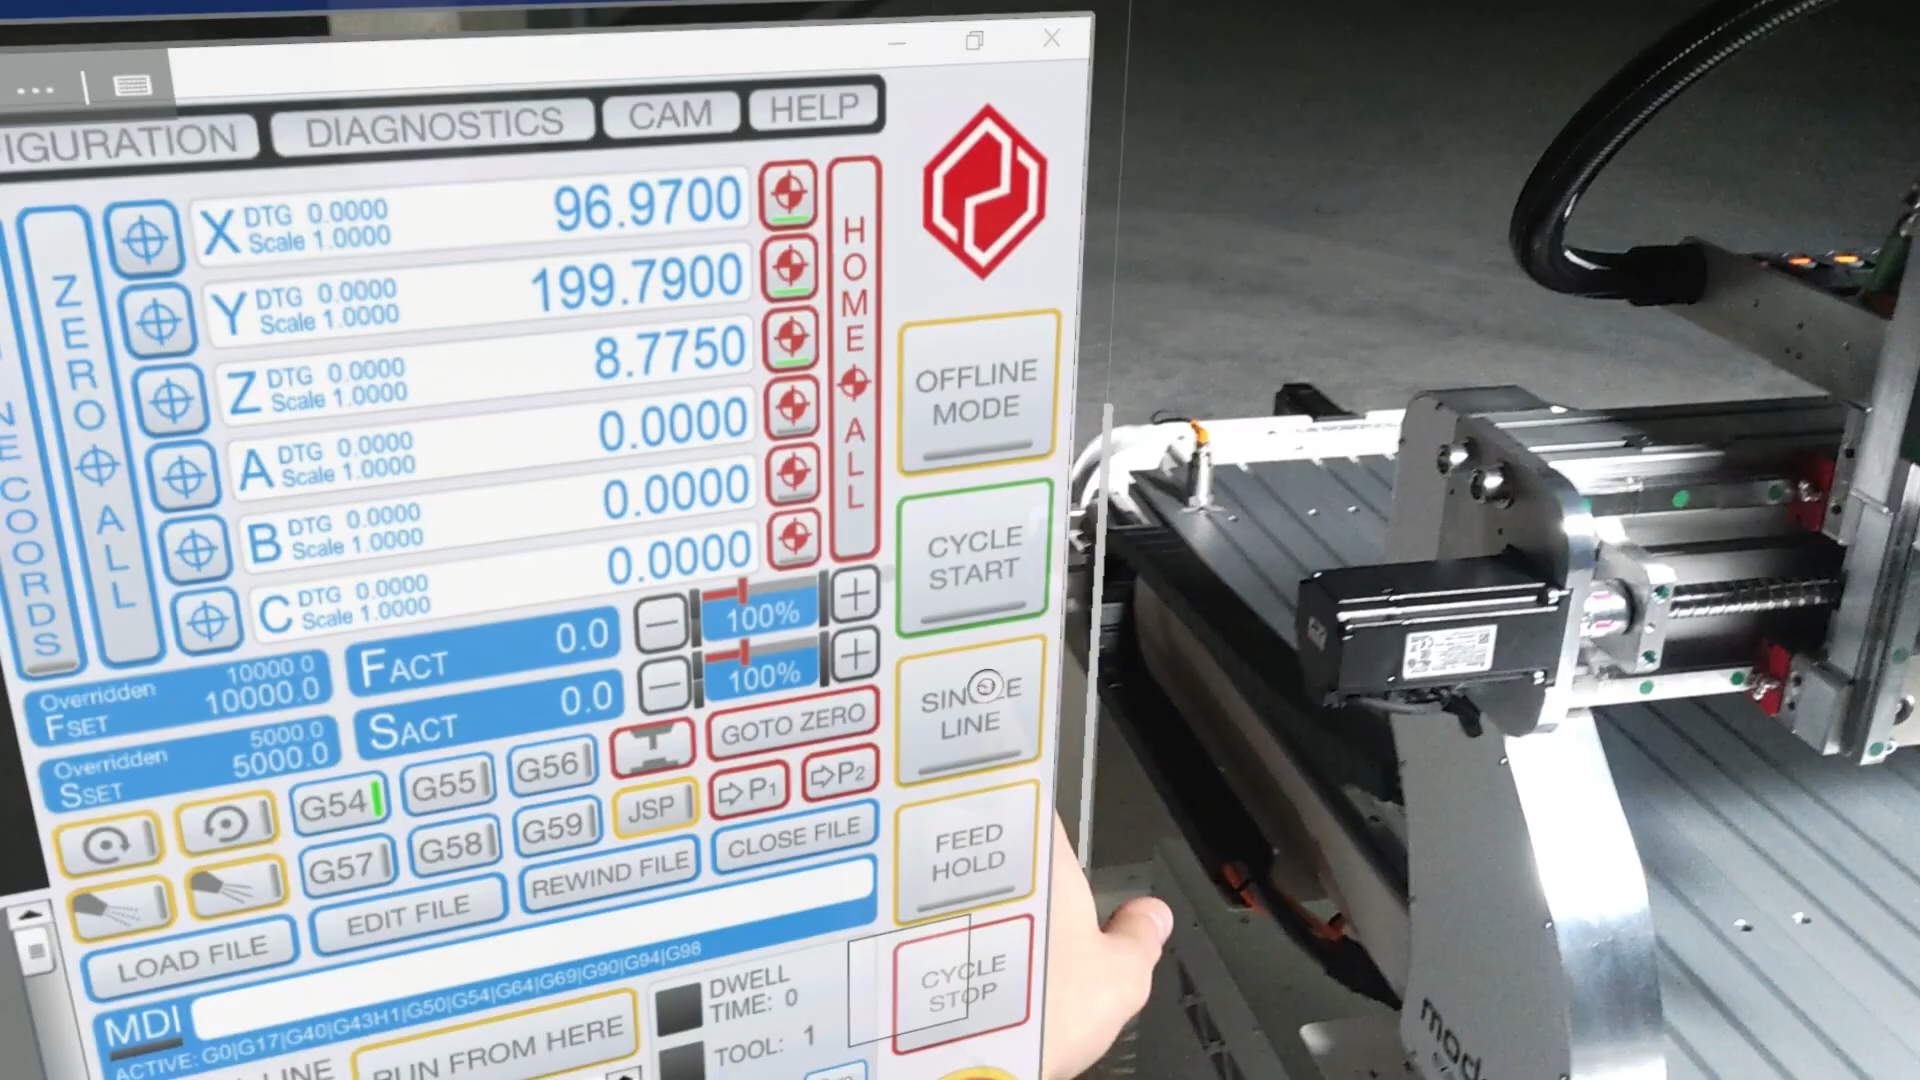 DIAGNOSTICS
CAM
HELP
ZERO ALL
X DTG 0.0000
Scale 1.0000
96.9700
Y DTG 0.0000
Scale 1.0000
199.7900
Z DTG 0.0000
Scale 1.0000
8.7750
A DTG 0.0000
Scale 1.0000
0.0000
B DTG 0.0000
Scale 1.0000
0.0000
C DTG 0.0000
Scale 1.0000
0.0000
HOME ALL
COORDS
OFFLINE
MODE
CYCLE
START
SINGLE
LINE
FEED
HOLD
CYCLE
STOP
Overridden 10000.0
FSET 10000.0
FACT 0.0
100%
Overridden 5000.0
SSET 5000.0
SACT 0.0
100%
GOTO ZERO
G54
G55
G56
JSP
P1
P2
G57
G58
G59
LOAD FILE
EDIT FILE
REWIND FILE
CLOSE FILE
MDI
ACTIVE: G0|G17|G40|G43H1|G50|G54|G64|G69|G90|G94|G98
LINE
RUN FROM HERE
DWELL
TIME: 0
TOOL: 1